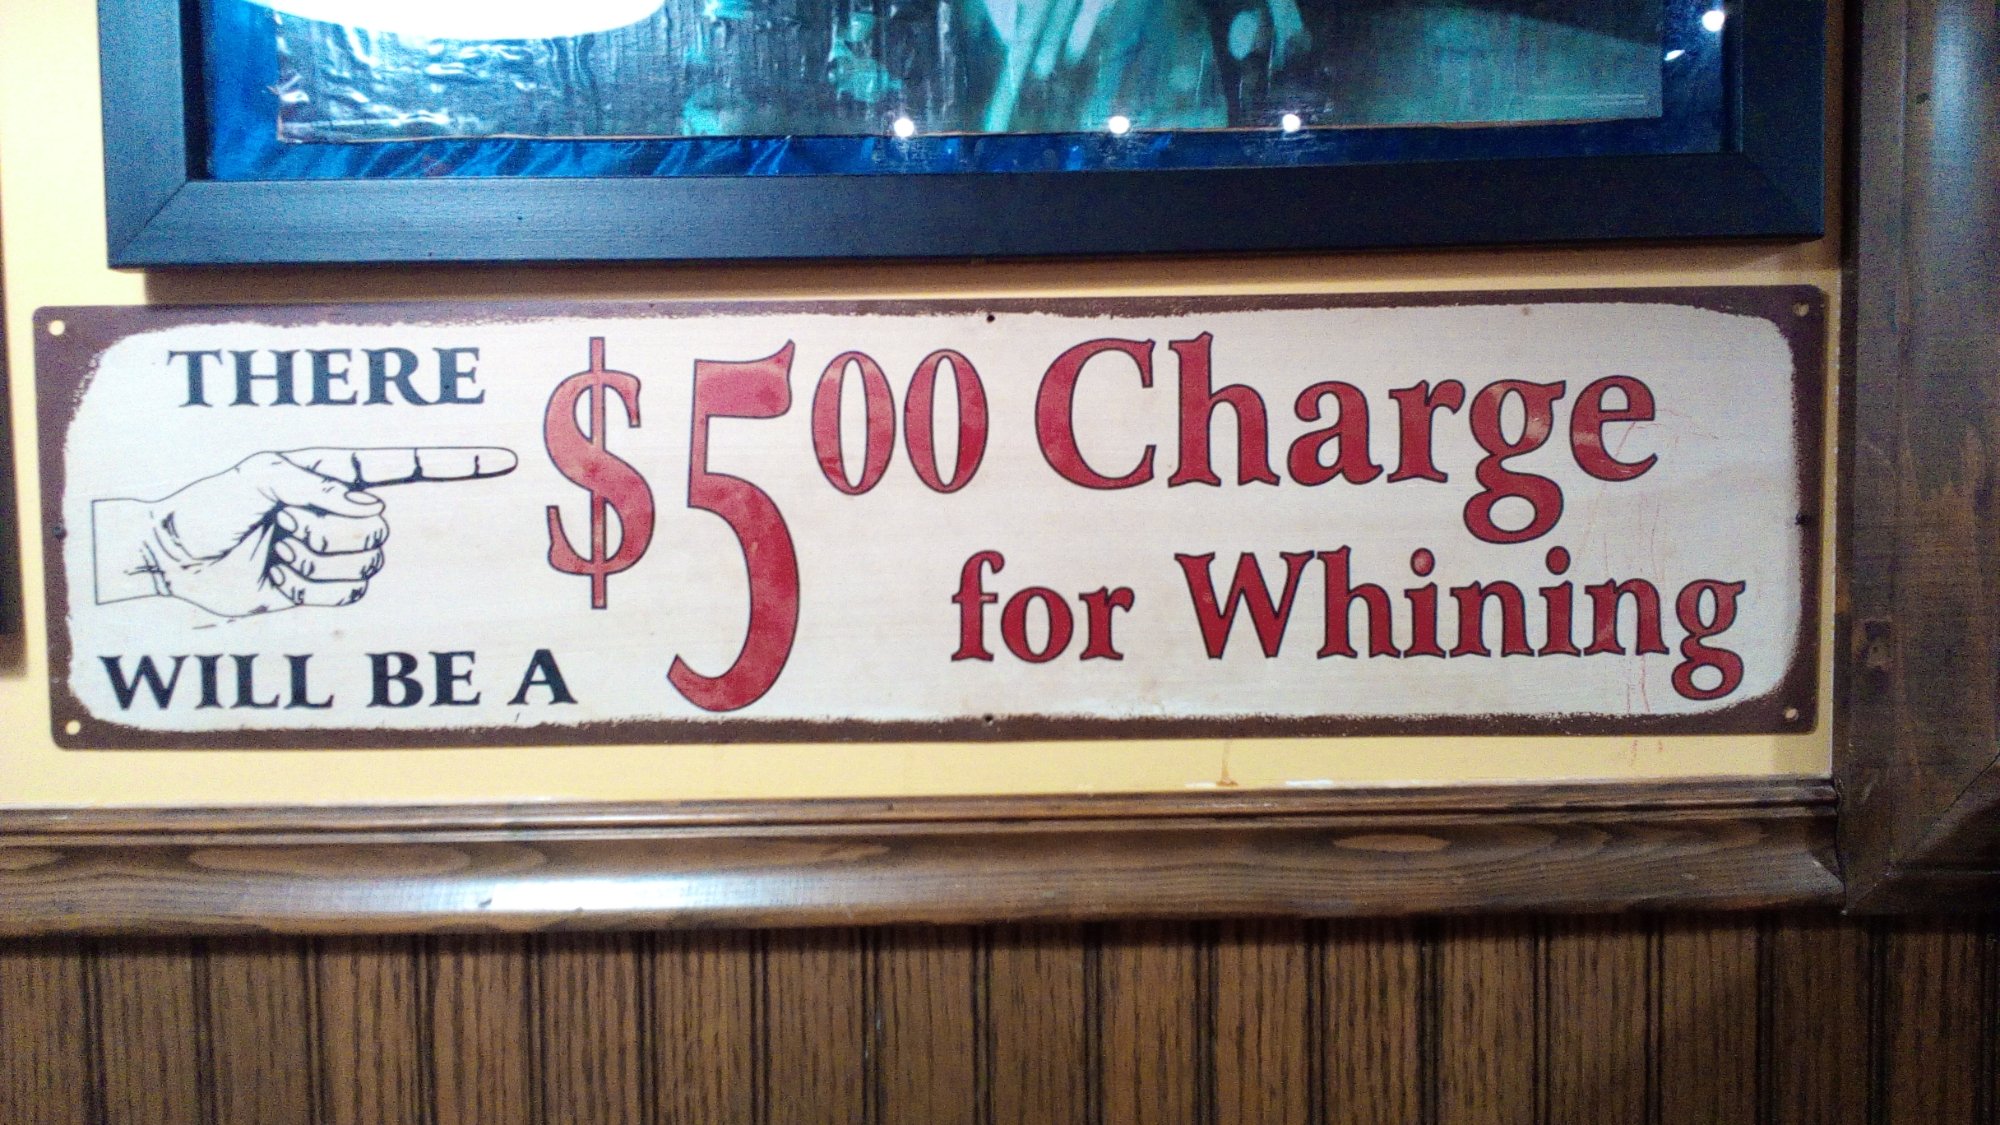 THERE
WILL BE A
$500 Charge
for Whining